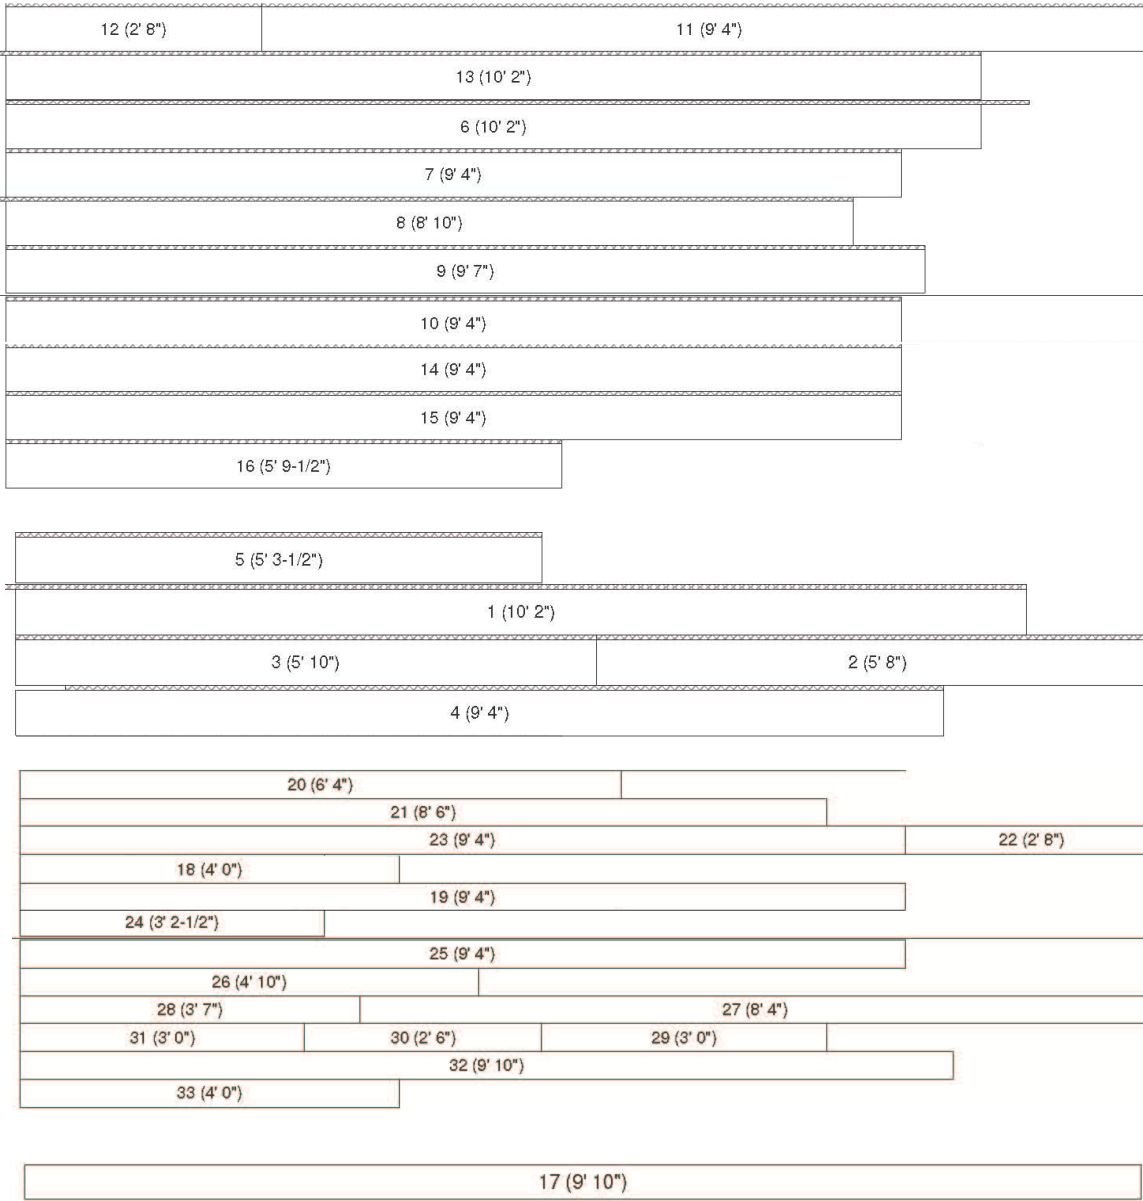 12 (2' 8") 11 (9' 4")
13 (10' 2")
6 (10' 2")
7 (9' 4")
8 (8' 10")
9 (9' 7")
10 (9' 4")
14 (9' 4")
15 (9' 4")
16 (5' 9-1/2")
5 (5' 3-1/2")
1 (10' 2")
3 (5' 10") 2 (5' 8")
4 (9' 4")
20 (6' 4")
21 (8' 6")
23 (9' 4") 22 (2' 8")
18 (4' 0")
19 (9' 4")
24 (3' 2-1/2")
25 (9' 4")
26 (4' 10")
28 (3' 7") 27 (8' 4")
31 (3' 0") 30 (2' 6") 29 (3' 0")
32 (9' 10")
33 (4' 0")
17 (9' 10")